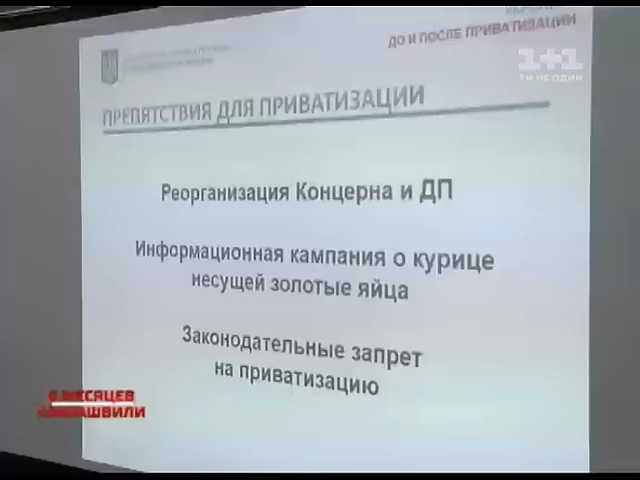 ДО И ПОСЛЕ ПРИВАТИЗАЦИИ
1+1
ТИ НЕ ОДИН
ПРЕПЯТСТВИЯ ДЛЯ ПРИВАТИЗАЦИИ
Реорганизация Концерна и ДП
Информационная кампания о курице
несущей золотые яйца
Законодательные запрет
на приватизацию
МЕСЯЦЕВ